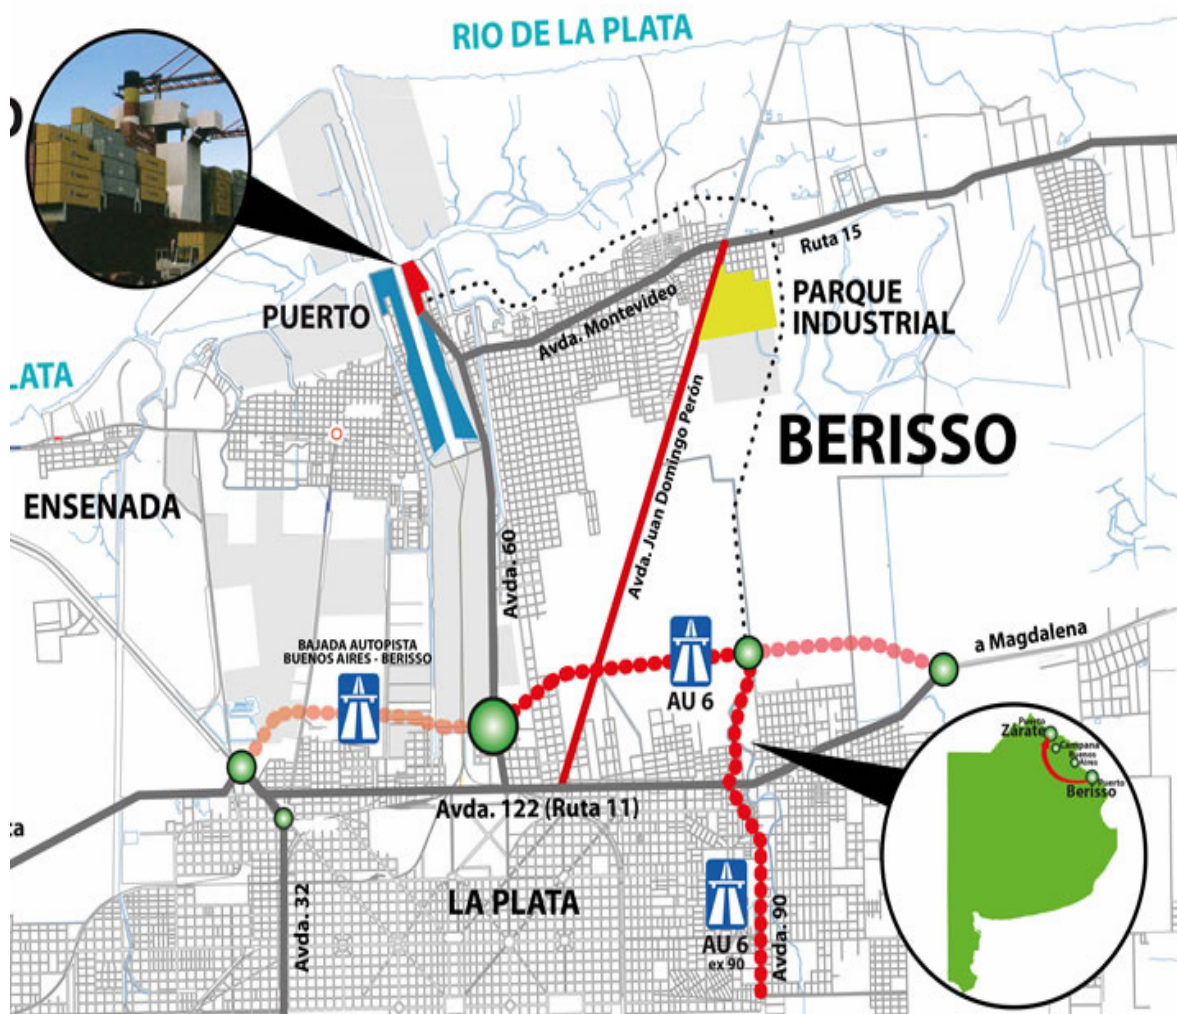 RIO DE LA PLATA
O
PUERTO
LATA
Ruta 15
Avda. Montevideo
PARQUE
INDUSTRIAL
BERISSO
ENSENADA
Avda. Juan Domingo Perón
Avda. 60
BAJADA AUTOPISTA
BUENOS AIRES - BERISSO
AU 6
a Magdalena
Avda. 122 (Ruta 11)
ta
Avda. 32
LA PLATA
AU 6
ex 90
Avda. 90
Puerto
Zárate
Campana
Buenos
Aires
Puerto
Berisso